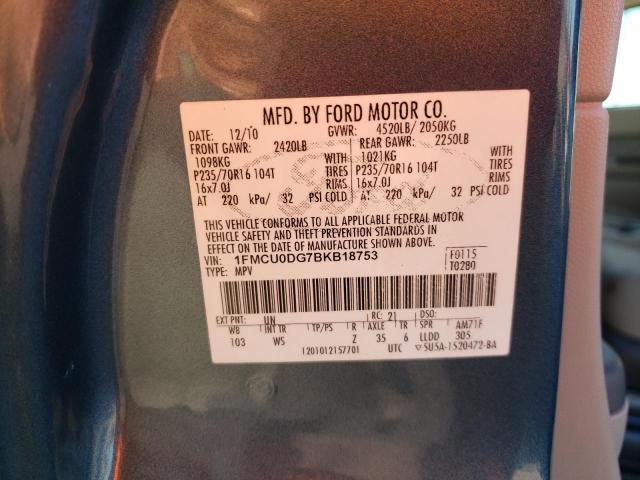 MFD. BY FORD MOTOR CO.
DATE: 12/10 GVWR: 4520LB/ 2050KG
FRONT GAWR: 2420LB REAR GAWR: 2250LB
1098KG WITH 1021KG WITH
P235/70R16 104T TIRES P235/70R16 104T TIRES
16x7.0J RIMS 16x7.0J RIMS
AT 220 kPa/ 32 PSI COLD AT 220 kPa/ 32 PSI COLD
THIS VEHICLE CONFORMS TO ALL APPLICABLE FEDERAL MOTOR
VEHICLE SAFETY AND THEFT PREVENTION STANDARDS IN
EFFECT ON THE DATE OF MANUFACTURE SHOWN ABOVE.
1FMCU0DG7BKB18753 F0115
TYPE: MPV T0280
EXT PNT: UN RC: 21 DSO:
WB INT TR TP/PS R AXLE TR SPR AM71F
103 WS Z 35 6 LLDD 305
1201012157701 UTC ▽5U5A-1520472-BA